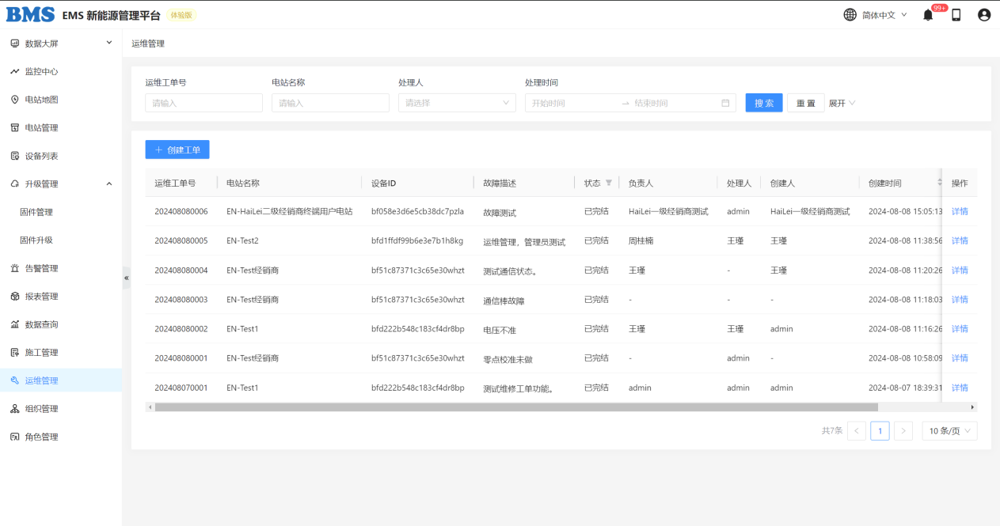 BMS EMS 新能源管理平台 体验版 简体中文 99+
数据大屏
监控中心
电站地图
电站管理
设备列表
升级管理
固件管理
固件升级
告警管理
报表管理
数据查询
施工管理
运维管理
组织管理
角色管理
运维管理
运维工单号 电站名称 处理人 处理时间
请输入 请输入 请选择 开始时间 → 结束时间 搜 索 重 置 展开
+ 创建工单
运维工单号 电站名称 设备ID 故障描述 状态 负责人 处理人 创建人 创建时间 操作
202408080006 EN-HaiLei二级经销商终端用户电站 bf058e3d6e5cb38dc7pzla 故障测试 已完结 HaiLei一级经销商测试 admin HaiLei一级经销商测试 2024-08-08 15:05:13 详情
202408080005 EN-Test2 bfd1ffdf99b6e3e7b1h8kg 运维管理，管理员测试 已完结 周桂楠 王瑾 王瑾 2024-08-08 11:38:56 详情
202408080004 EN-Test经销商 bf51c87371c3c65e30whzt 测试通信状态。 已完结 王瑾 - 王瑾 2024-08-08 11:20:26 详情
202408080003 EN-Test经销商 bf51c87371c3c65e30whzt 通信棒故障 已完结 - - - 2024-08-08 11:18:03 详情
202408080002 EN-Test1 bfd222b548c183cf4dr8bp 电压不准 已完结 王瑾 王瑾 admin 2024-08-08 11:16:26 详情
202408080001 EN-Test经销商 bf51c87371c3c65e30whzt 零点校准未做 已完结 - admin - 2024-08-08 10:58:09 详情
202408070001 EN-Test1 bfd222b548c183cf4dr8bp 测试维修工单功能。 已完结 admin admin admin 2024-08-07 18:39:31 详情
共7条 < 1 > 10 条/页